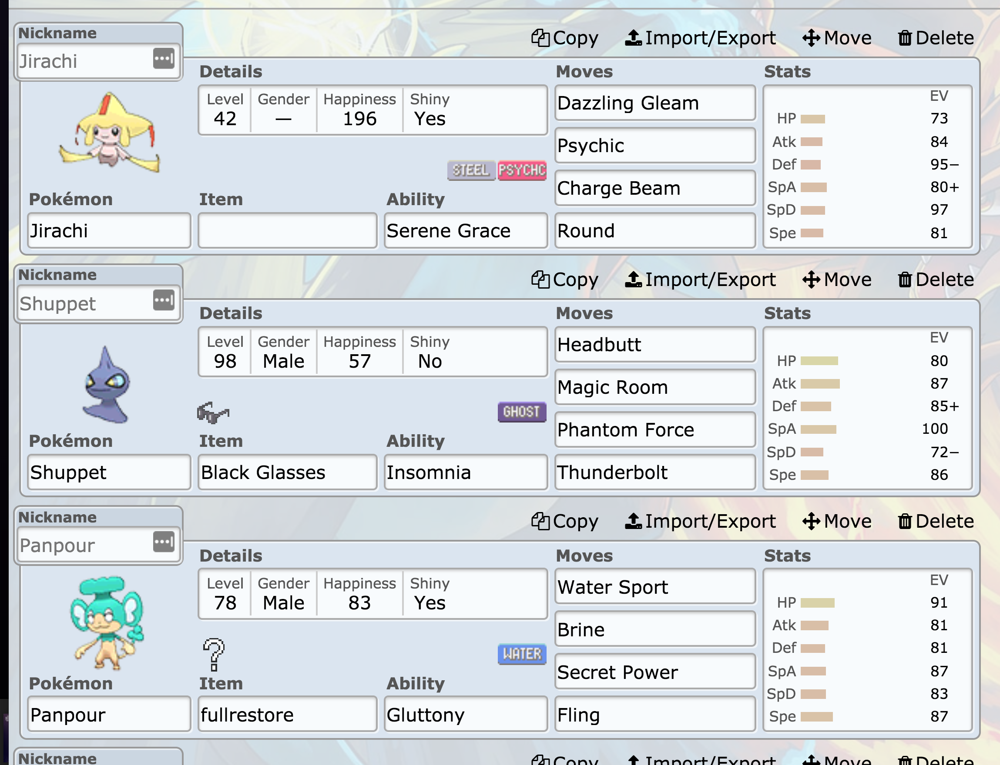 Nickname
Jirachi
Copy Import/Export Move Delete
Details
Level Gender Happiness Shiny
42 — 196 Yes
STEEL PSYCHC
Pokémon Item Ability
Jirachi
Serene Grace
Moves
Dazzling Gleam
Psychic
Charge Beam
Round
Stats
EV
HP 73
Atk 84
Def 95−
SpA 80+
SpD 97
Spe 81
Nickname
Shuppet
Copy Import/Export Move Delete
Details
Level Gender Happiness Shiny
98 Male 57 No
GHOST
Pokémon Item Ability
Shuppet Black Glasses Insomnia
Moves
Headbutt
Magic Room
Phantom Force
Thunderbolt
Stats
EV
HP 80
Atk 87
Def 85+
SpA 100
SpD 72−
Spe 86
Nickname
Panpour
Copy Import/Export Move Delete
Details
Level Gender Happiness Shiny
78 Male 83 Yes
?
WATER
Pokémon Item Ability
Panpour fullrestore Gluttony
Moves
Water Sport
Brine
Secret Power
Fling
Stats
EV
HP 91
Atk 81
Def 81
SpA 87
SpD 83
Spe 87
Nickname
Copy Import/Export Move Delete